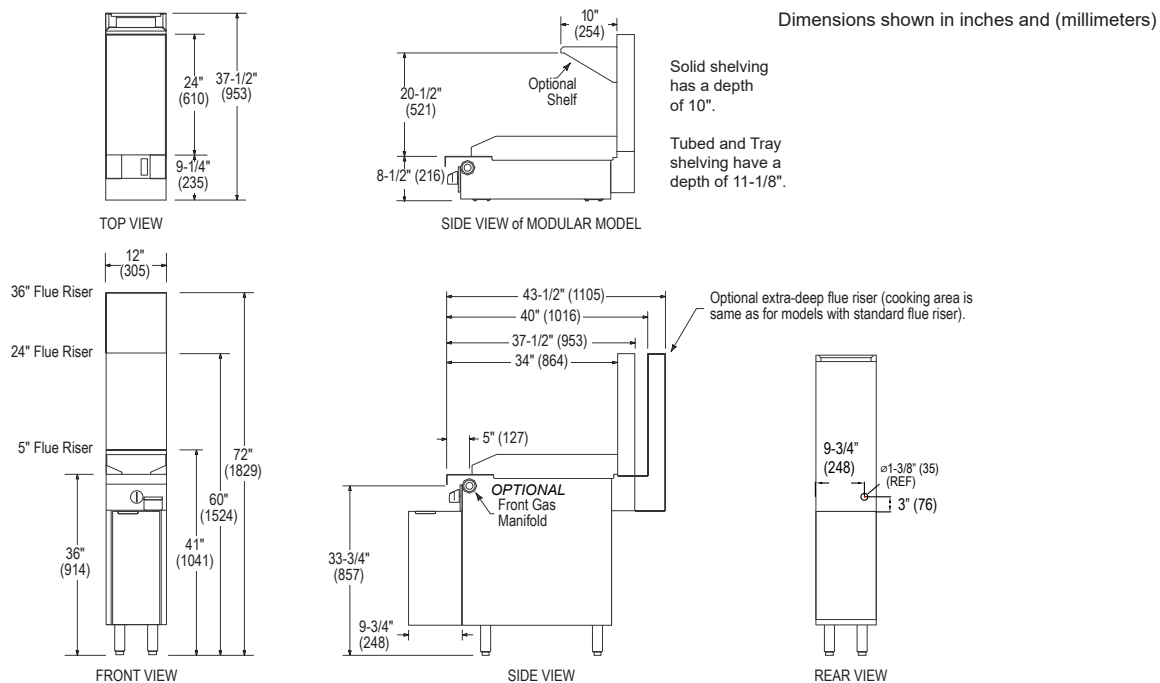 Dimensions shown in inches and (millimeters)
24"
(610)
37-1/2"
(953)
9-1/4"
(235)
TOP VIEW
10"
(254)
Optional
Shelf
20-1/2"
(521)
8-1/2" (216)
SIDE VIEW of MODULAR MODEL
Solid shelving
has a depth
of 10".
Tubed and Tray
shelving have a
depth of 11-1/8".
12"
(305)
36" Flue Riser
24" Flue Riser
5" Flue Riser
72"
(1829)
60"
(1524)
41"
(1041)
36"
(914)
FRONT VIEW
43-1/2" (1105)
40" (1016)
37-1/2" (953)
34" (864)
5" (127)
OPTIONAL
Front Gas
Manifold
33-3/4"
(857)
9-3/4"
(248)
SIDE VIEW
Optional extra-deep flue riser (cooking area is
same as for models with standard flue riser).
9-3/4”
(248)
⌀1-3/8” (35)
(REF)
3” (76)
REAR VIEW